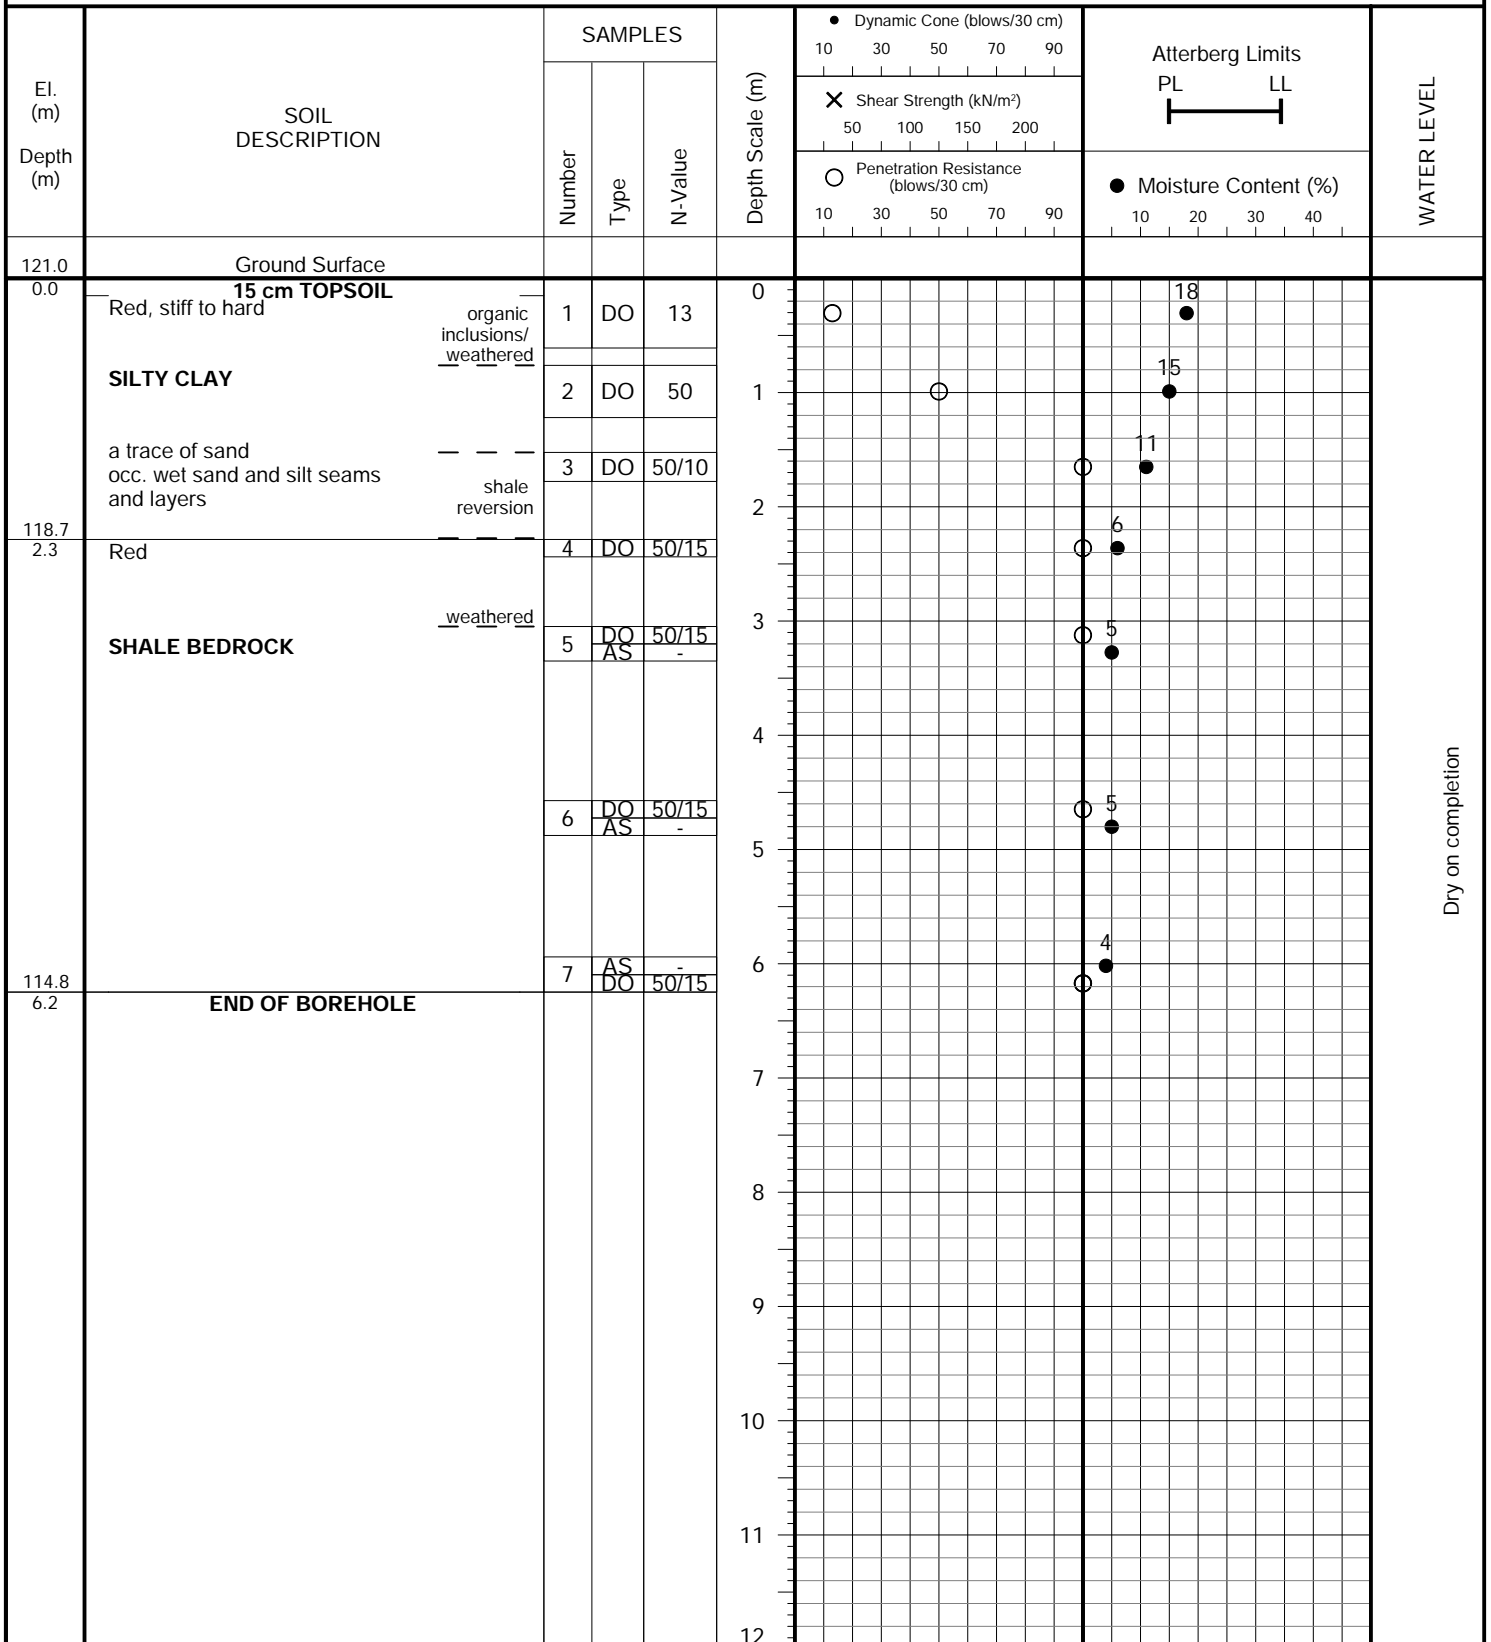 El.
(m)
Depth
(m)
SOIL
DESCRIPTION
SAMPLES
Number
Type
N-Value
Depth Scale (m)
Dynamic Cone (blows/30 cm)
10 30 50 70 90
Shear Strength (kN/m²)
50 100 150 200
Penetration Resistance
(blows/30 cm)
10 30 50 70 90
Atterberg Limits
PL LL
Moisture Content (%)
10 20 30 40
WATER LEVEL
121.0 Ground Surface
0.0 15 cm TOPSOIL 0 18
Red, stiff to hard
organic
inclusions/
weathered
1 DO 13
SILTY CLAY
15
2 DO 50 1
a trace of sand
occ. wet sand and silt seams
and layers
11
3 DO 50/10
shale
reversion
2
118.7
2.3
6
Red
4 DO 50/15
weathered
3
SHALE BEDROCK
5 DO 50/15 5
AS -
4
6 DO 50/15 5
AS -
5
Dry on completion
4
7 AS - 6
DO 50/15
114.8
6.2 END OF BOREHOLE
7
8
9
10
11
12